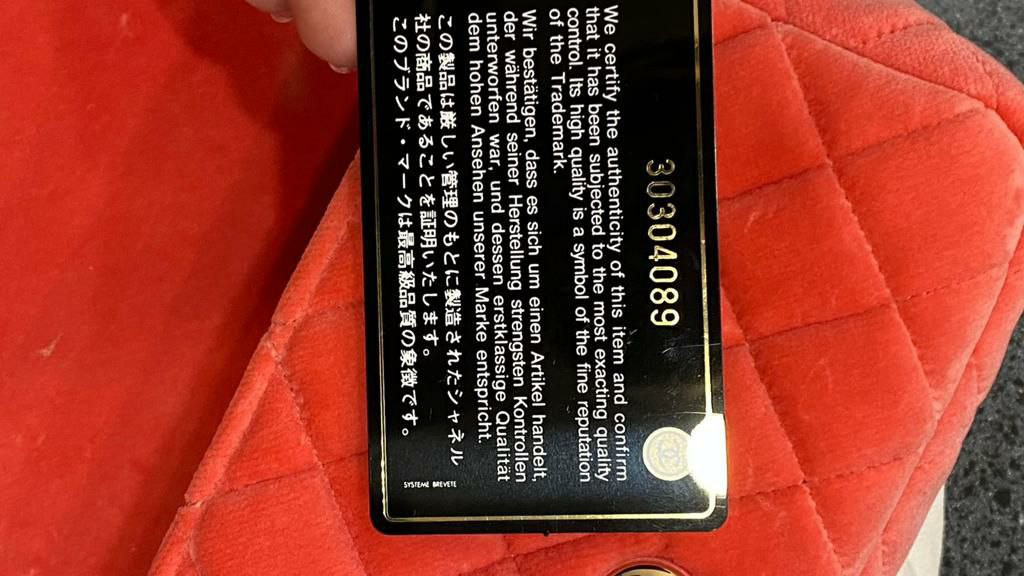 30304089
We certify the authenticity of this item and confirm
that it has been subjected to the most exacting quality
control. Its high quality is a symbol of the fine reputation
of the Trademark.
Wir bestätigen, dass es sich um einen Artikel handelt,
der während seiner Herstellung strengsten Kontrollen
unterworfen war, und dessen erstklassige Qualität
dem hohen Ansehen unserer Marke entspricht.
この製品は厳しい管理のもとに製造されたシャネル
社の商品であることを証明いたします。
このブランド・マークは最高級品質の象徴です。
SYSTEME BREVETE